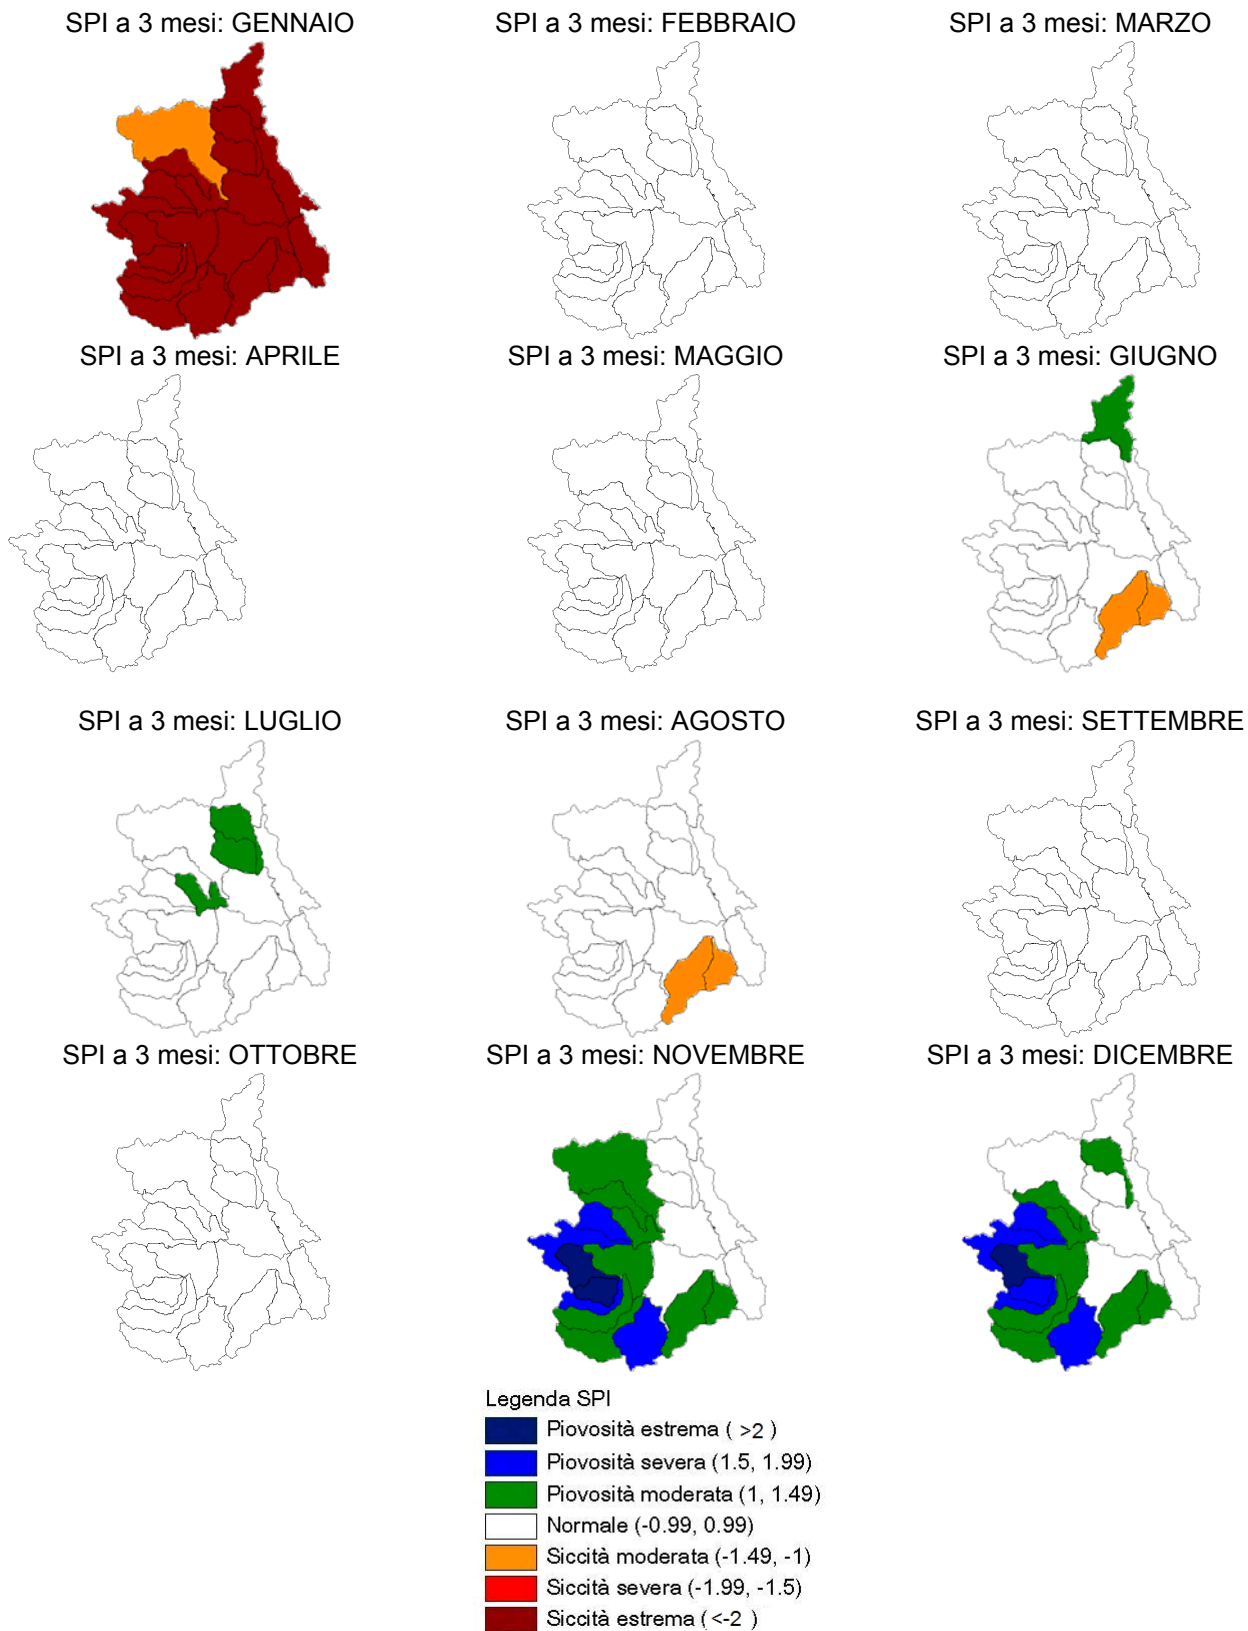 SPI a 3 mesi: GENNAIO
SPI a 3 mesi: FEBBRAIO
SPI a 3 mesi: MARZO
SPI a 3 mesi: APRILE
SPI a 3 mesi: MAGGIO
SPI a 3 mesi: GIUGNO
SPI a 3 mesi: LUGLIO
SPI a 3 mesi: AGOSTO
SPI a 3 mesi: SETTEMBRE
SPI a 3 mesi: OTTOBRE
SPI a 3 mesi: NOVEMBRE
SPI a 3 mesi: DICEMBRE
Legenda SPI
Piovosità estrema ( >2 )
Piovosità severa (1.5, 1.99)
Piovosità moderata (1, 1.49)
Normale (-0.99, 0.99)
Siccità moderata (-1.49, -1)
Siccità severa (-1.99, -1.5)
Siccità estrema (<-2 )